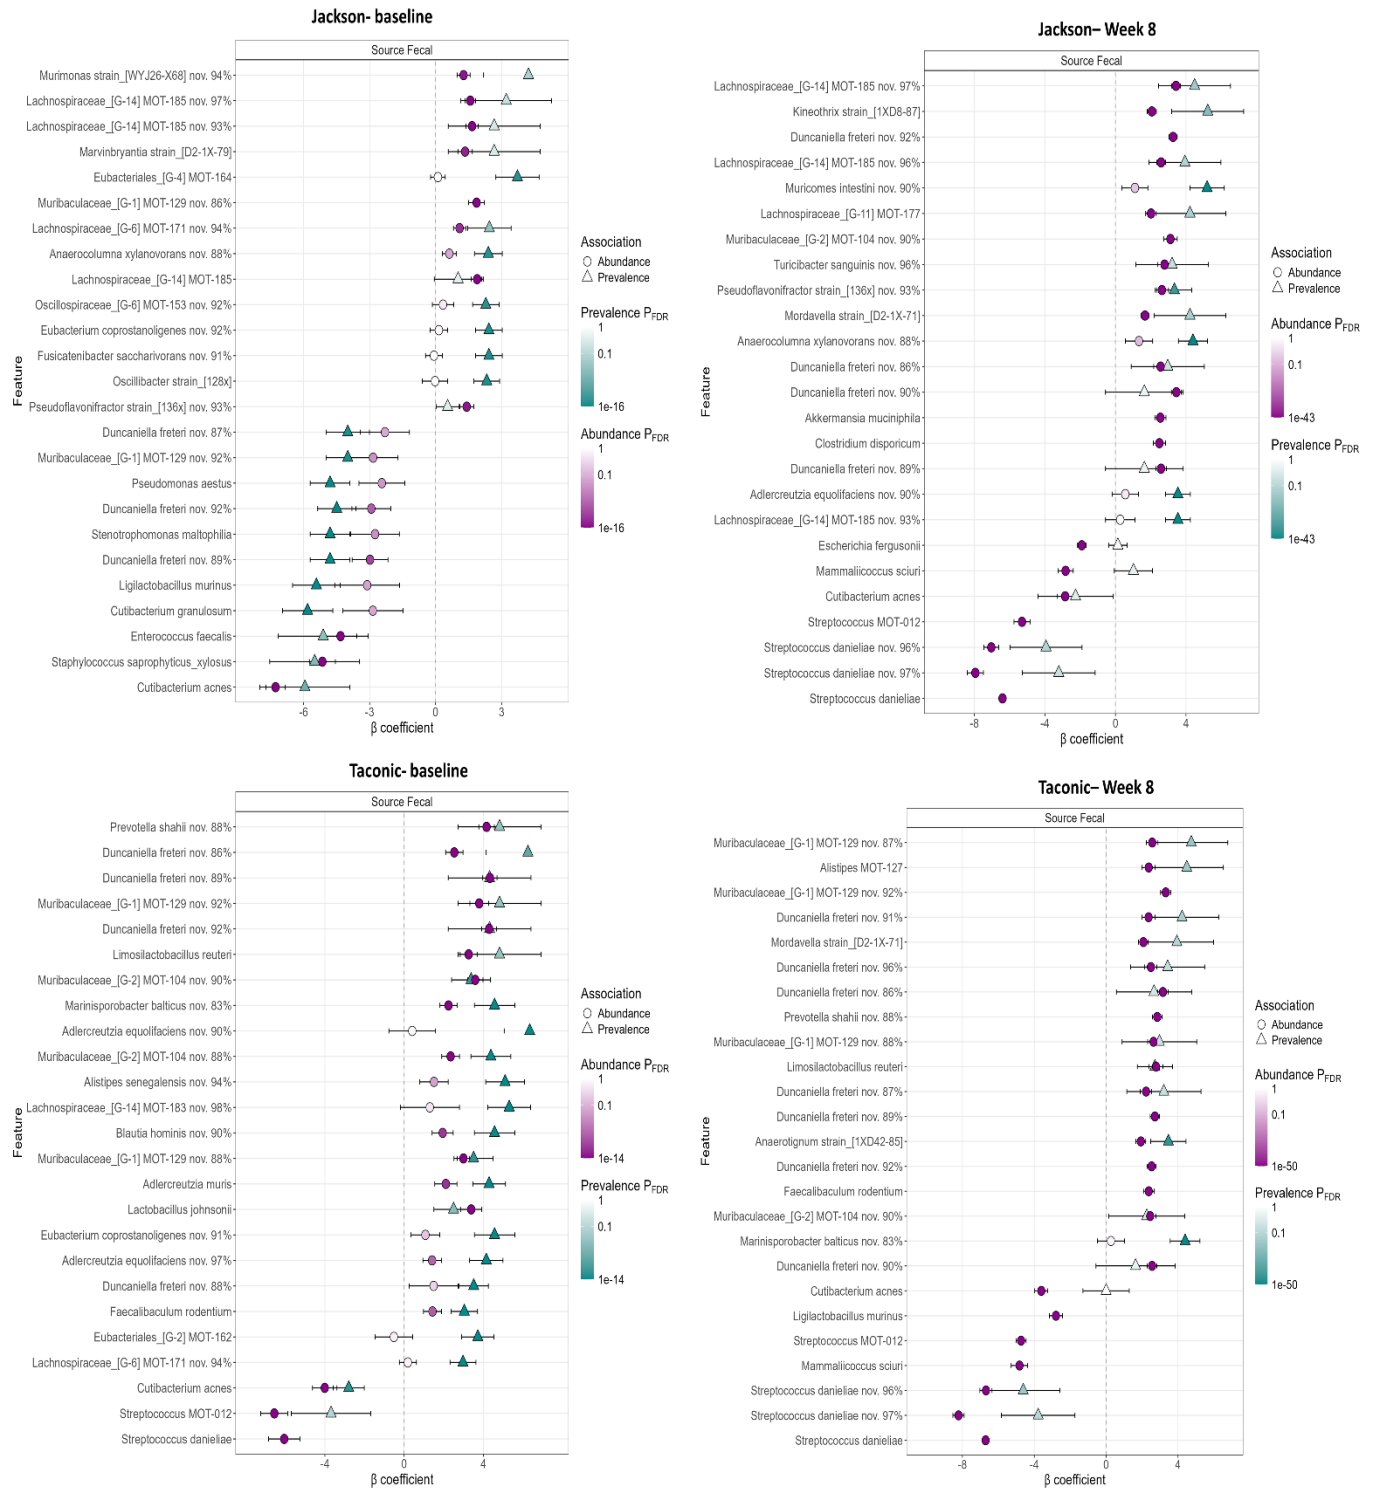 Jackson- baseline
Source Fecal
Murimonas strain_[WYJ26-X68] nov. 94%
Lachnospiraceae_[G-14] MOT-185 nov. 97%
Lachnospiraceae_[G-14] MOT-185 nov. 93%
Marvinbryantia strain_[D2-1X-79]
Eubacteriales_[G-4] MOT-164
Muribaculaceae_[G-1] MOT-129 nov. 86%
Lachnospiraceae_[G-6] MOT-171 nov. 94%
Anaerocolumna xylanovorans nov. 88%
Lachnospiraceae_[G-14] MOT-185
Oscillospiraceae_[G-6] MOT-153 nov. 92%
Eubacterium coprostanoligenes nov. 92%
Fusicatenibacter saccharivorans nov. 91%
Oscillibacter strain_[128x]
Pseudoflavonifractor strain_[136x] nov. 93%
Duncaniella freteri nov. 87%
Muribaculaceae_[G-1] MOT-129 nov. 92%
Pseudomonas aestus
Duncaniella freteri nov. 92%
Stenotrophomonas maltophilia
Duncaniella freteri nov. 89%
Ligilactobacillus murinus
Cutibacterium granulosum
Enterococcus faecalis
Staphylococcus saprophyticus_xylosus
Cutibacterium acnes
Feature
-6 -3 0 3
β coefficient
Association
Abundance
Prevalence
Prevalence PFDR
1
0.1
1e-16
Abundance PFDR
1
0.1
1e-16
Jackson– Week 8
Source Fecal
Lachnospiraceae_[G-14] MOT-185 nov. 97%
Kineothrix strain_[1XD8-87]
Duncaniella freteri nov. 92%
Lachnospiraceae_[G-14] MOT-185 nov. 96%
Muricomes intestini nov. 90%
Lachnospiraceae_[G-11] MOT-177
Muribaculaceae_[G-2] MOT-104 nov. 90%
Turicibacter sanguinis nov. 96%
Pseudoflavonifractor strain_[136x] nov. 93%
Mordavella strain_[D2-1X-71]
Anaerocolumna xylanovorans nov. 88%
Duncaniella freteri nov. 86%
Duncaniella freteri nov. 90%
Akkermansia muciniphila
Clostridium disporicum
Duncaniella freteri nov. 89%
Adlercreutzia equolifaciens nov. 90%
Lachnospiraceae_[G-14] MOT-185 nov. 93%
Escherichia fergusonii
Mammaliicoccus sciuri
Cutibacterium acnes
Streptococcus MOT-012
Streptococcus danieliae nov. 96%
Streptococcus danieliae nov. 97%
Streptococcus danieliae
Feature
-8 -4 0 4
β coefficient
Association
Abundance
Prevalence
Abundance PFDR
1
0.1
1e-43
Prevalence PFDR
1
0.1
1e-43
Taconic- baseline
Source Fecal
Prevotella shahii nov. 88%
Duncaniella freteri nov. 86%
Duncaniella freteri nov. 89%
Muribaculaceae_[G-1] MOT-129 nov. 92%
Duncaniella freteri nov. 92%
Limosilactobacillus reuteri
Muribaculaceae_[G-2] MOT-104 nov. 90%
Marinisporobacter balticus nov. 83%
Adlercreutzia equolifaciens nov. 90%
Muribaculaceae_[G-2] MOT-104 nov. 88%
Alistipes senegalensis nov. 94%
Lachnospiraceae_[G-14] MOT-183 nov. 98%
Blautia hominis nov. 90%
Muribaculaceae_[G-1] MOT-129 nov. 88%
Adlercreutzia muris
Lactobacillus johnsonii
Eubacterium coprostanoligenes nov. 91%
Adlercreutzia equolifaciens nov. 97%
Duncaniella freteri nov. 88%
Faecalibaculum rodentium
Eubacteriales_[G-2] MOT-162
Lachnospiraceae_[G-6] MOT-171 nov. 94%
Cutibacterium acnes
Streptococcus MOT-012
Streptococcus danieliae
Feature
-4 0 4
β coefficient
Association
Abundance
Prevalence
Abundance PFDR
1
0.1
1e-14
Prevalence PFDR
1
0.1
1e-14
Taconic– Week 8
Source Fecal
Muribaculaceae_[G-1] MOT-129 nov. 87%
Alistipes MOT-127
Muribaculaceae_[G-1] MOT-129 nov. 92%
Duncaniella freteri nov. 91%
Mordavella strain_[D2-1X-71]
Duncaniella freteri nov. 96%
Duncaniella freteri nov. 86%
Prevotella shahii nov. 88%
Muribaculaceae_[G-1] MOT-129 nov. 88%
Limosilactobacillus reuteri
Duncaniella freteri nov. 87%
Duncaniella freteri nov. 89%
Anaerotignum strain_[1XD42-85]
Duncaniella freteri nov. 92%
Faecalibaculum rodentium
Muribaculaceae_[G-2] MOT-104 nov. 90%
Marinisporobacter balticus nov. 83%
Duncaniella freteri nov. 90%
Cutibacterium acnes
Ligilactobacillus murinus
Streptococcus MOT-012
Mammaliicoccus sciuri
Streptococcus danieliae nov. 96%
Streptococcus danieliae nov. 97%
Streptococcus danieliae
Feature
-8 -4 0 4
β coefficient
Association
Abundance
Prevalence
Abundance PFDR
1
0.1
1e-50
Prevalence PFDR
1
0.1
1e-50